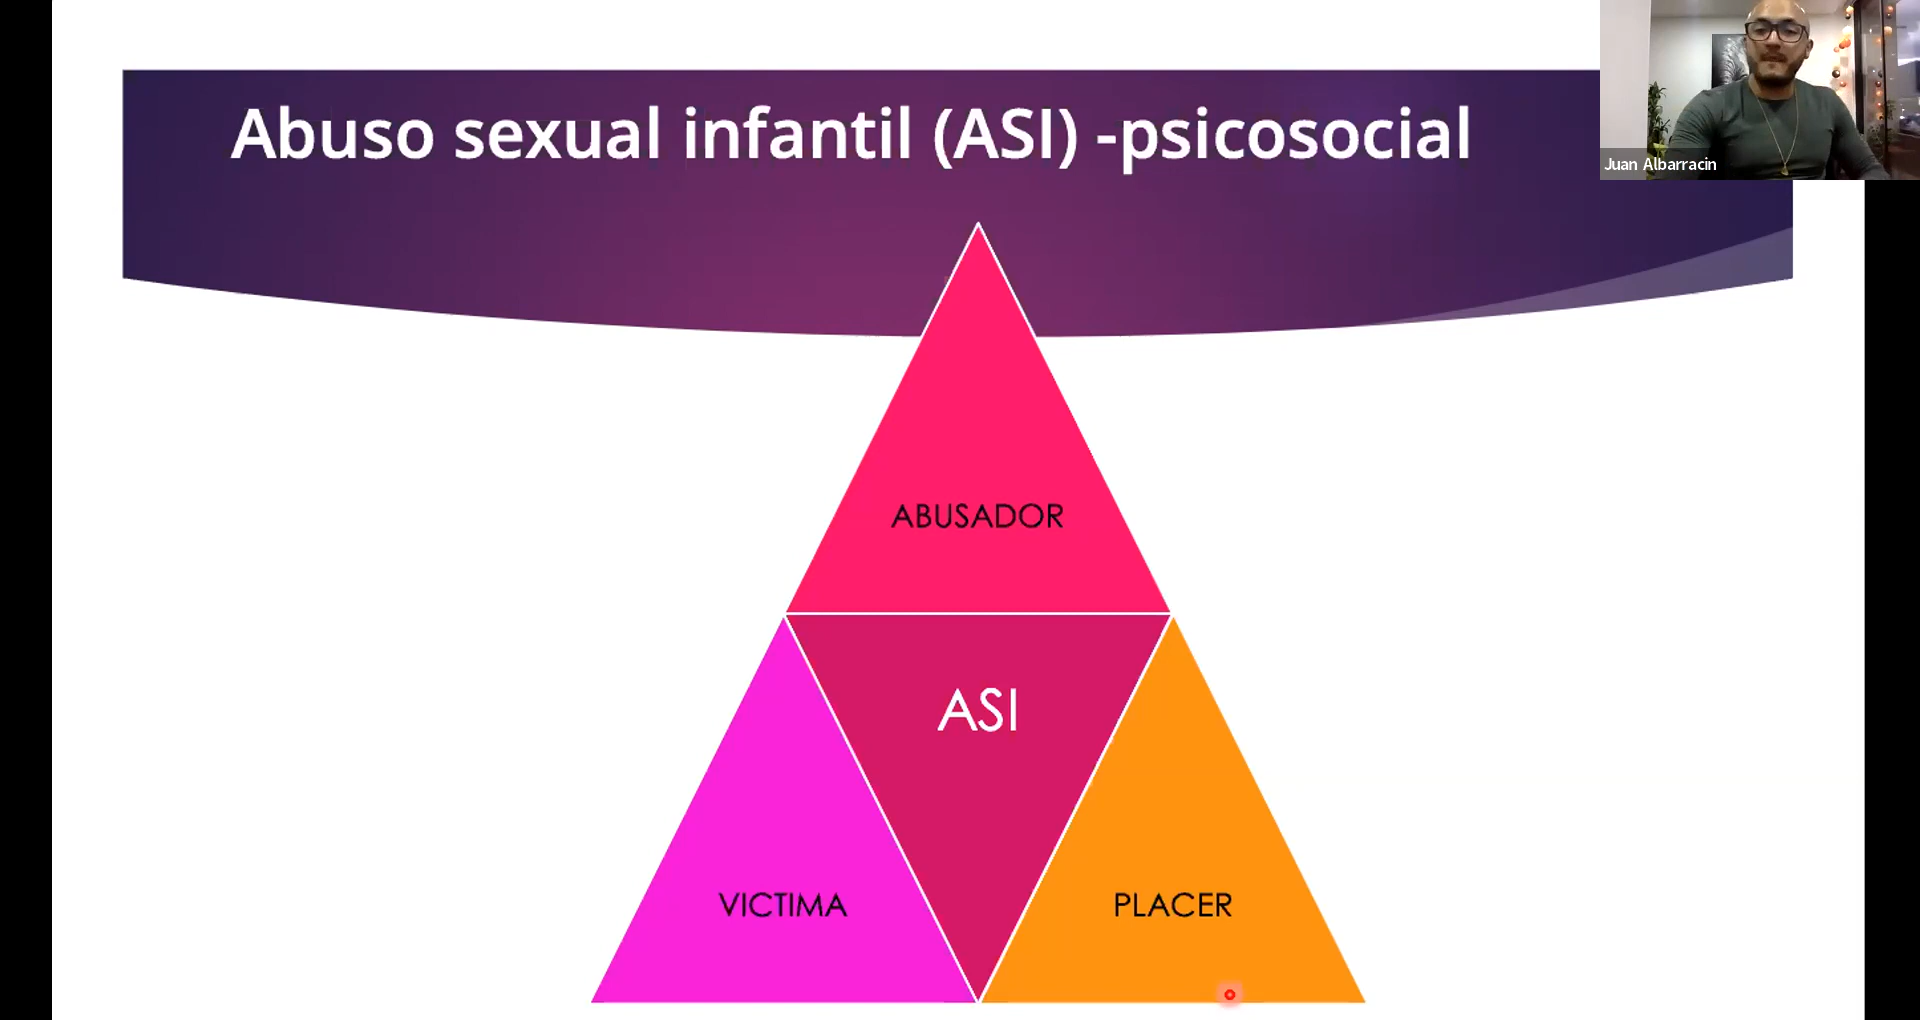 Abuso sexual infantil (ASI) -psicosocial
Juan Albarracin
ABUSADOR
ASI
VICTIMA
PLACER